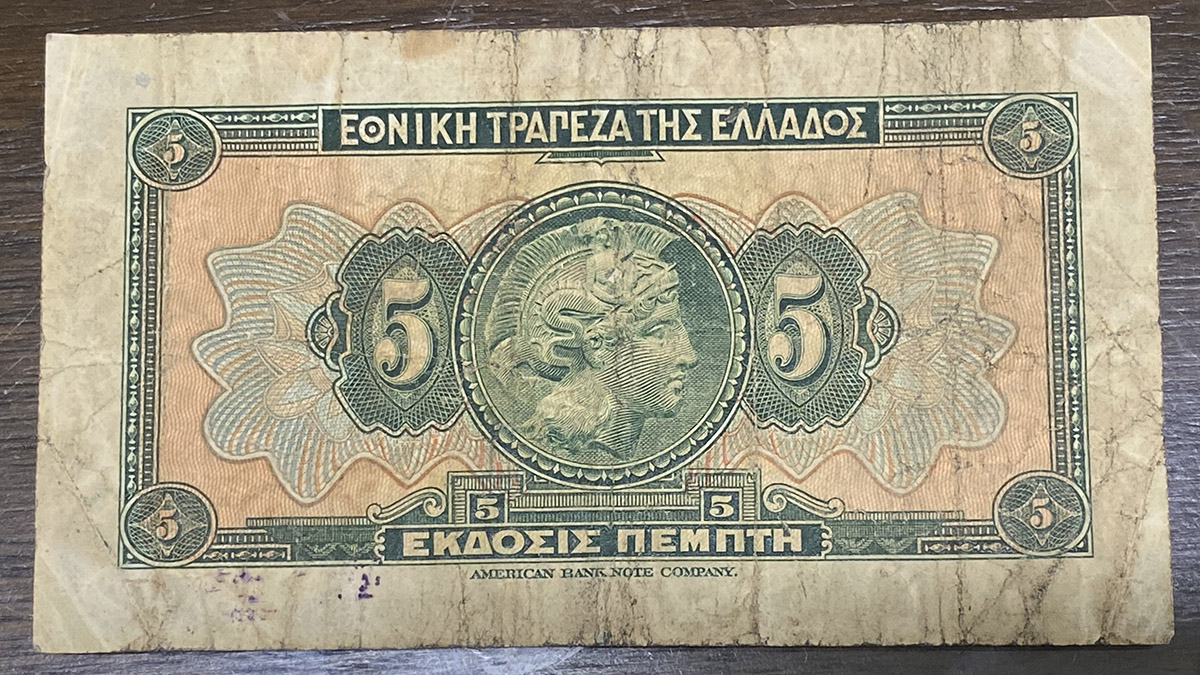 5 ΕΘΝΙΚΗ ΤΡΑΠΕΖΑ ΤΗΣ ΕΛΛΑΔΟΣ 5
5 5
5 5
5 ΕΚΔΟΣΙΣ ΠΕΜΠΤΗ 5
AMERICAN BANK NOTE COMPANY.